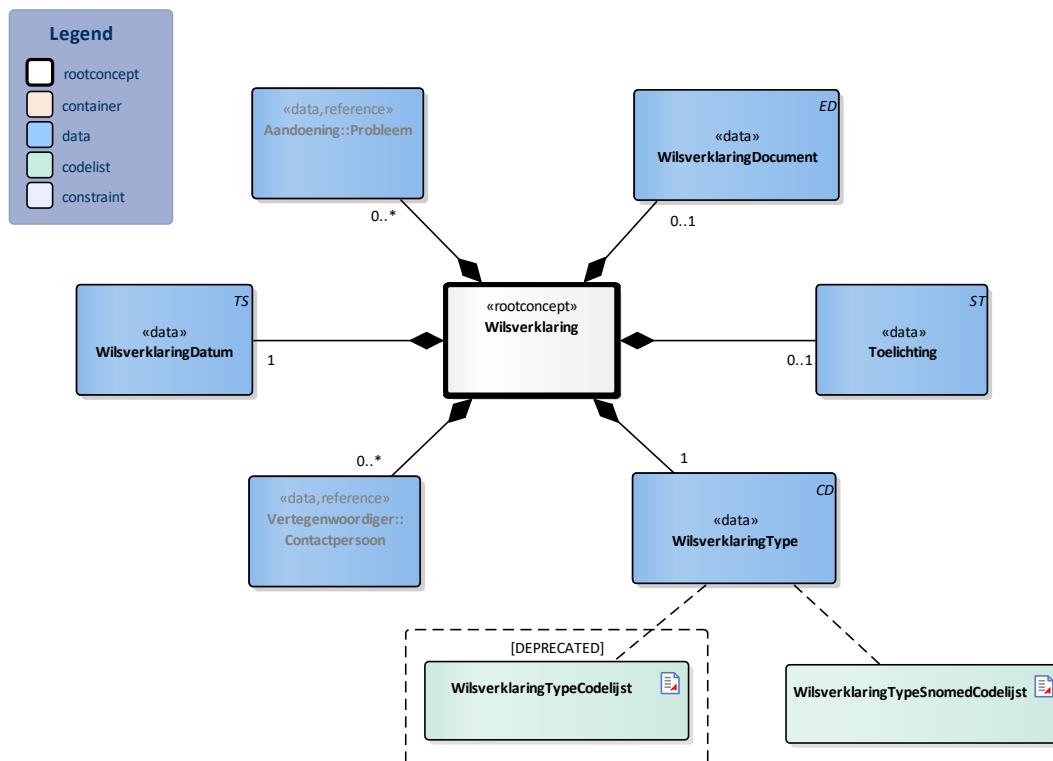 Legend
rootconcept
container
data
codelist
constraint
«data,reference»
Aandoening::Probleem
0..*
ED
«data»
WilsverklaringDocument
0..1
TS
«data»
WilsverklaringDatum
1
«rootconcept»
Wilsverklaring
ST
«data»
Toelichting
0..1
0..*
«data,reference»
Vertegenwoordiger::
Contactpersoon
1
CD
«data»
WilsverklaringType
[DEPRECATED]
WilsverklaringTypeCodelijst
WilsverklaringTypeSnomedCodelijst